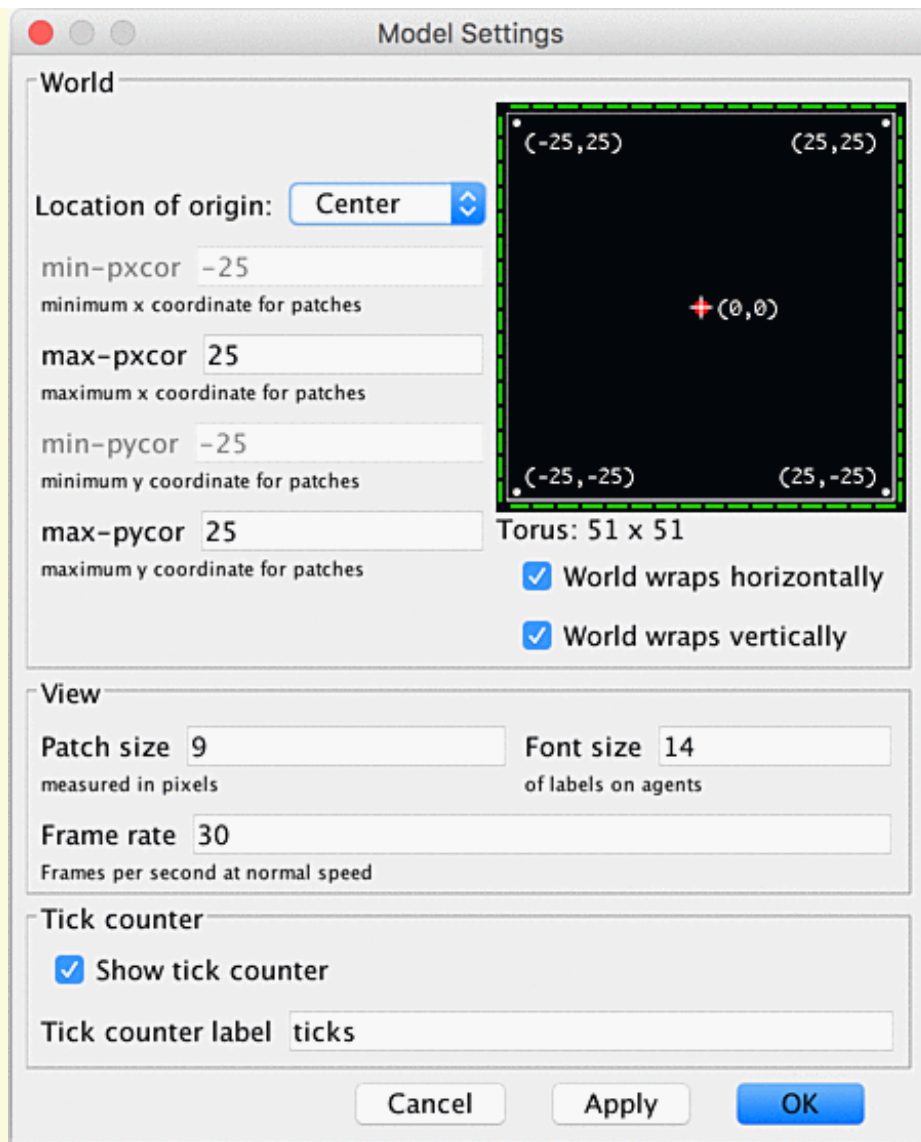 Model Settings
World
(-25,25) (25,25)
Location of origin: Center
min-pxcor -25
minimum x coordinate for patches
(0,0)
max-pxcor 25
maximum x coordinate for patches
min-pycor -25
minimum y coordinate for patches
(-25,-25) (25,-25)
max-pycor 25
maximum y coordinate for patches
Torus: 51 x 51
World wraps horizontally
World wraps vertically
View
Patch size 9 Font size 14
measured in pixels of labels on agents
Frame rate 30
Frames per second at normal speed
Tick counter
Show tick counter
Tick counter label ticks
Cancel Apply OK